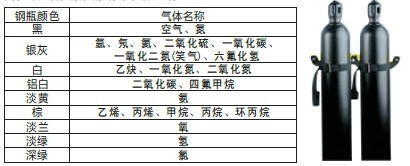 钢瓶颜色 气体名称
黑 空气、氮
银灰 氩、氖、氦、二氧化硫、一氧化碳、
一氧化二氮(笑气)、六氟化氢
白 乙炔、一氧化氮、二氧化氮
铝白 二氧化碳、四氟甲烷
淡黄 氨
棕 乙烯、丙烯、甲烷、丙烷、环丙烷
淡兰 氧
淡绿 氢
深绿 氯